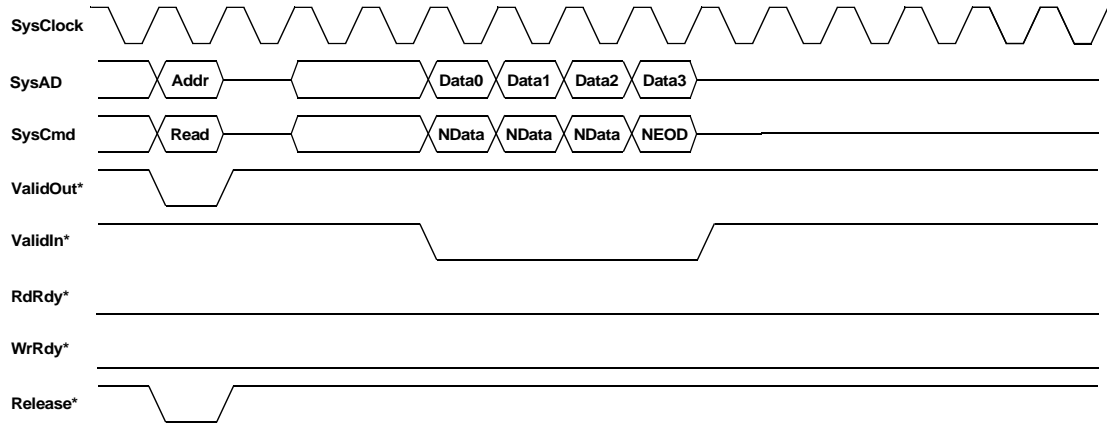 SysClock
SysAD Addr Data0 Data1 Data2 Data3
SysCmd Read NData NData NData NEOD
ValidOut*
ValidIn*
RdRdy*
WrRdy*
Release*